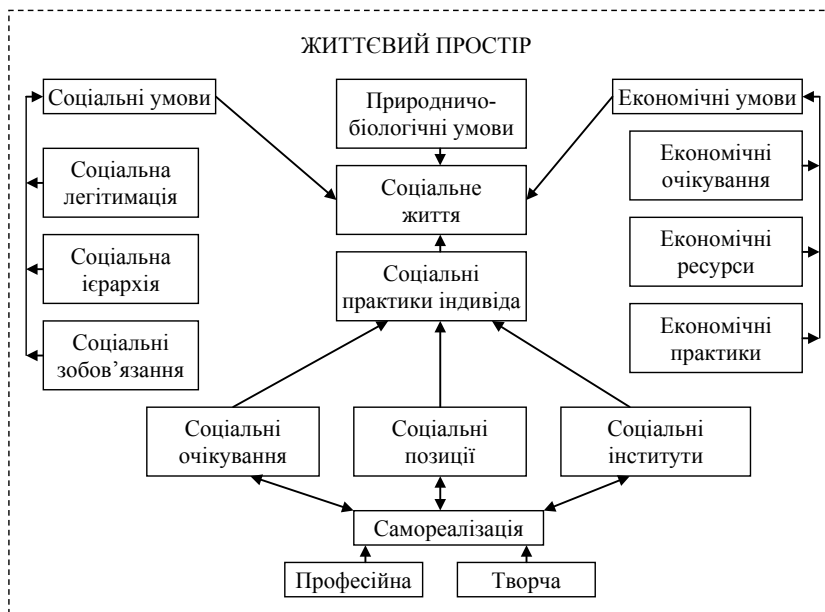 ЖИТТЄВИЙ ПРОСТІР
Соціальні умови
Природничо-
біологічні умови
Економічні умови
Соціальна
легітимація
Соціальне
життя
Економічні
очікування
Соціальна
ієрархія
Соціальні
практики індивіда
Економічні
ресурси
Соціальні
зобов’язання
Економічні
практики
Соціальні
очікування
Соціальні
позиції
Соціальні
інститути
Самореалізація
Професійна
Творча